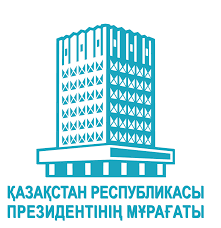 ҚАЗАҚСТАН РЕСПУБЛИКАСЫ
ПРЕЗИДЕНТІНІҢ МҰРАҒАТЫ